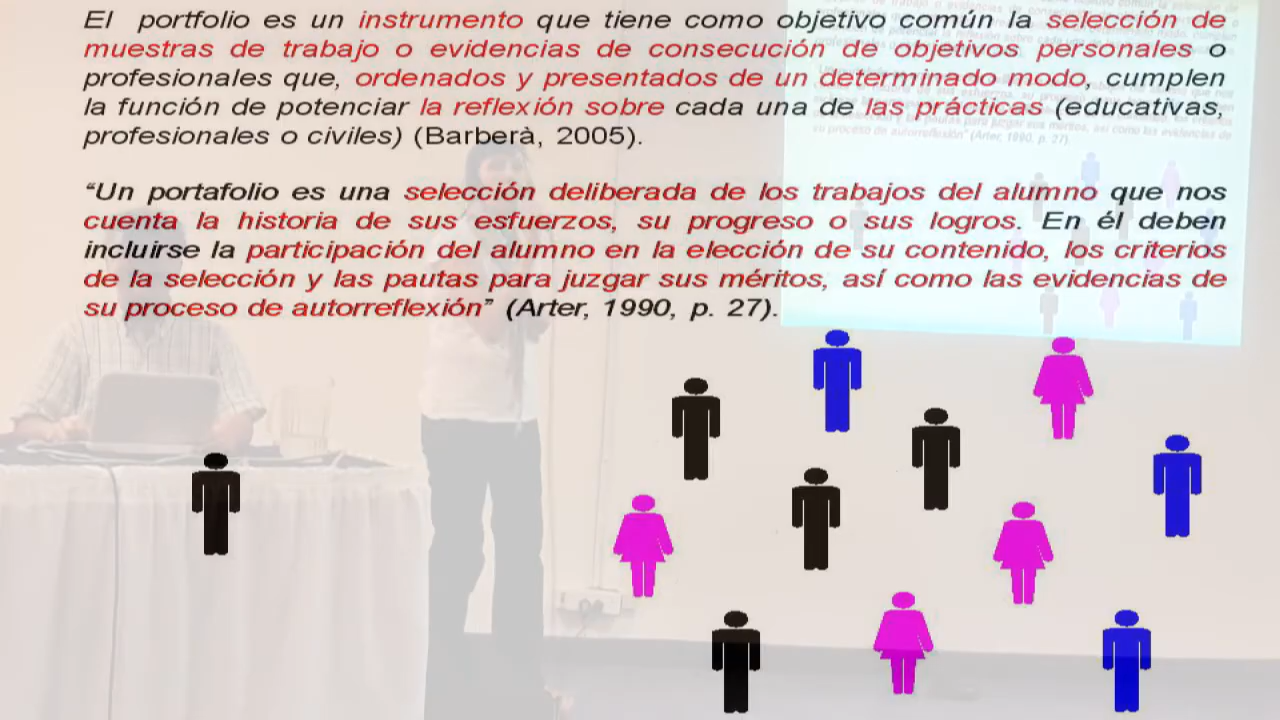 El portfolio es un instrumento que tiene como objetivo común la selección de
muestras de trabajo o evidencias de consecución de objetivos personales o
profesionales que, ordenados y presentados de un determinado modo, cumplen
la función de potenciar la reflexión sobre cada una de las prácticas (educativas,
profesionales o civiles) (Barberà, 2005).
“Un portafolio es una selección deliberada de los trabajos del alumno que nos
cuenta la historia de sus esfuerzos, su progreso o sus logros. En él deben
incluirse la participación del alumno en la elección de su contenido, los criterios
de la selección y las pautas para juzgar sus méritos, así como las evidencias de
su proceso de autorreflexión” (Arter, 1990, p. 27).